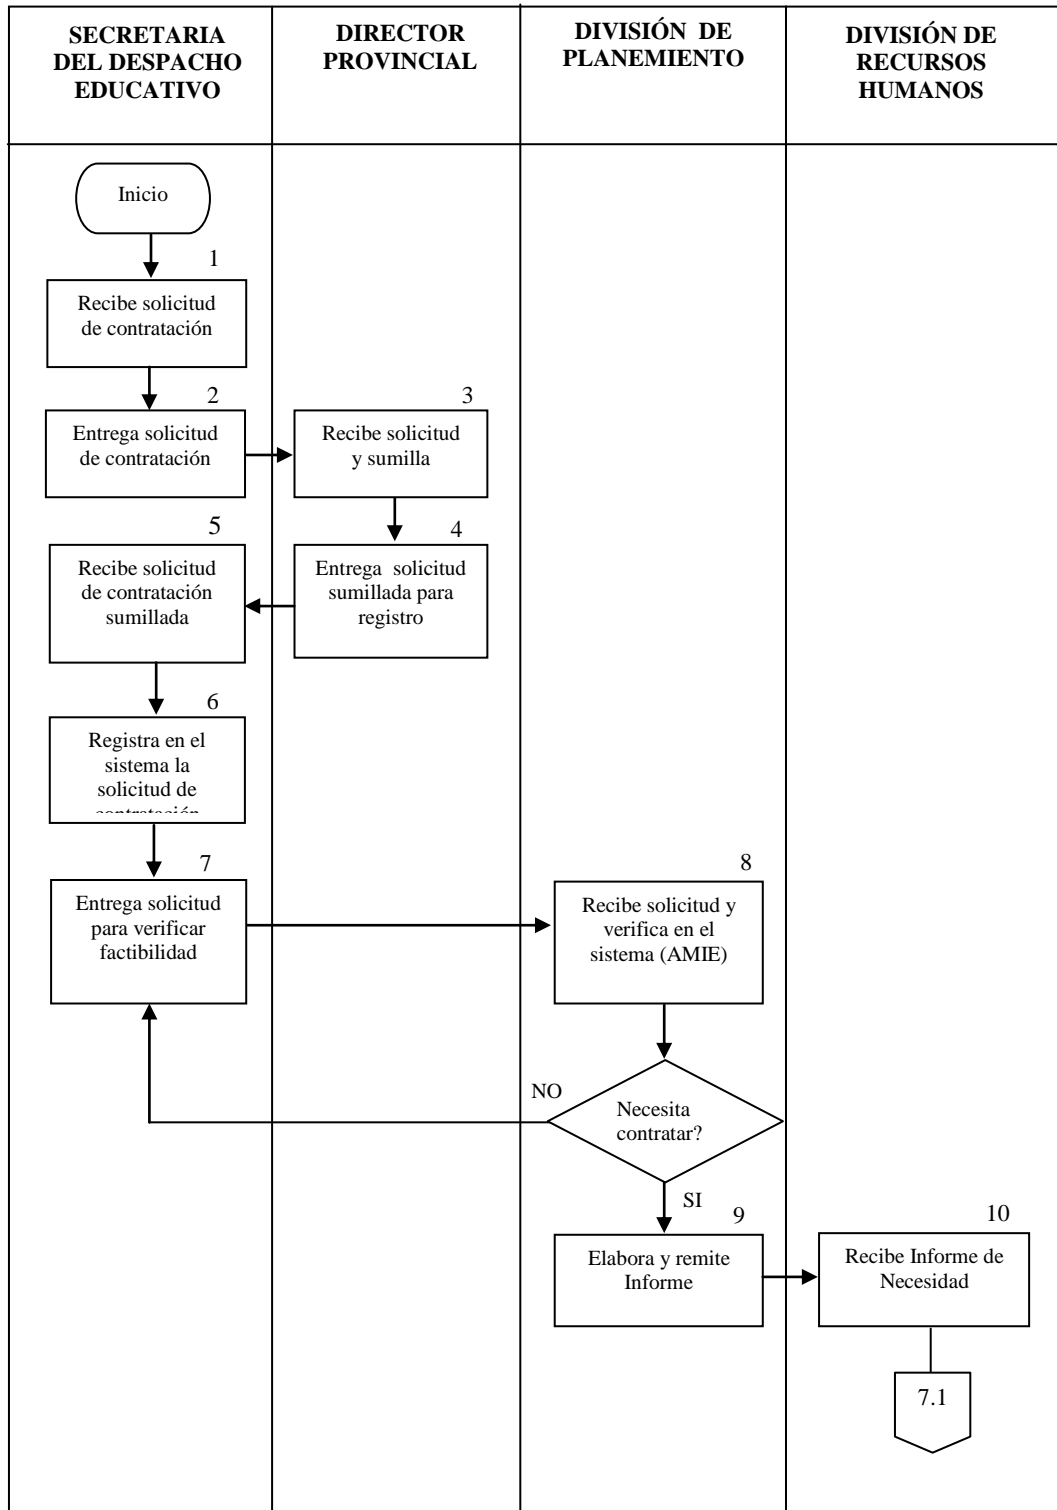 SECRETARIA
DEL DESPACHO
EDUCATIVO
DIRECTOR
PROVINCIAL
DIVISIÓN DE
PLANEMIENTO
DIVISIÓN DE
RECURSOS
HUMANOS
Inicio
1
Recibe solicitud
de contratación
2
Entrega solicitud
de contratación
3
Recibe solicitud
y sumilla
4
Entrega solicitud
sumillada para
registro
5
Recibe solicitud
de contratación
sumillada
6
Registra en el
sistema la
solicitud de
contratación
7
Entrega solicitud
para verificar
factibilidad
8
Recibe solicitud y
verifica en el
sistema (AMIE)
NO
Necesita
contratar?
SI
9
Elabora y remite
Informe
10
Recibe Informe de
Necesidad
7.1